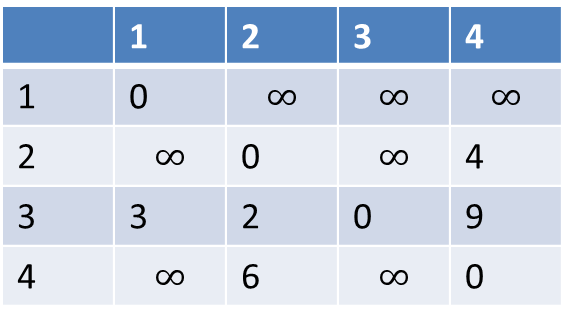 1 2 3 4
1 0 ∞ ∞ ∞
2 ∞ 0 ∞ 4
3 3 2 0 9
4 ∞ 6 ∞ 0